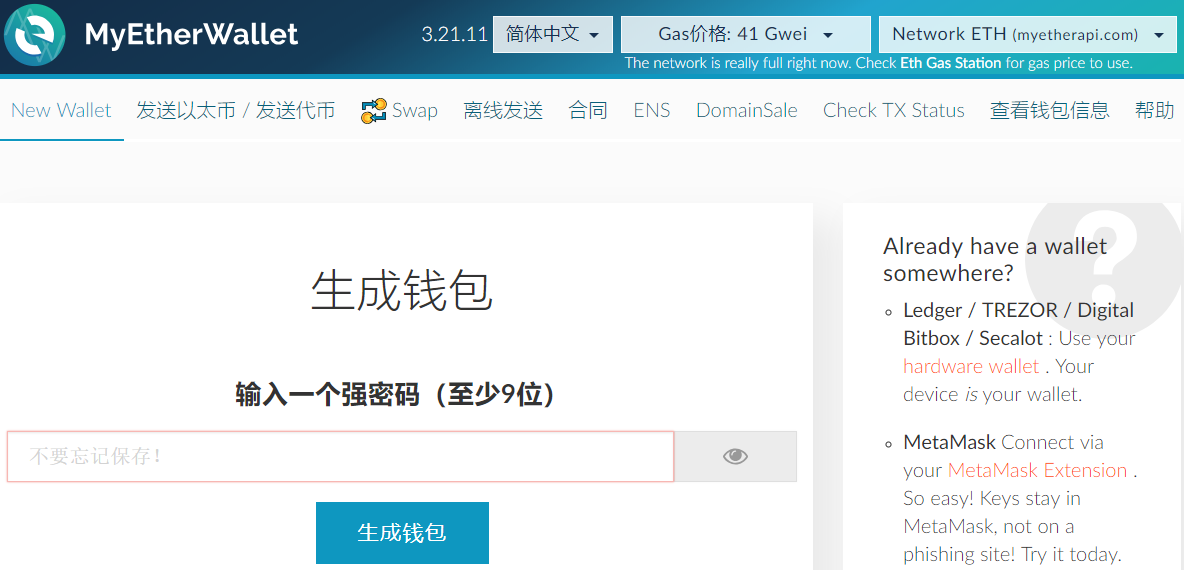 MyEtherWallet
3.21.11 简体中文 Gas价格: 41 Gwei Network ETH (myetherapi.com)
The network is really full right now. Check Eth Gas Station for gas price to use.
New Wallet 发送以太币 / 发送代币 Swap 离线发送 合同 ENS DomainSale Check TX Status 查看钱包信息 帮助
生成钱包
输入一个强密码（至少9位）
不要忘记保存！
生成钱包
Already have a wallet
somewhere?
Ledger / TREZOR / Digital
Bitbox / Secalot : Use your
hardware wallet . Your
device is your wallet.
MetaMask Connect via
your MetaMask Extension .
So easy! Keys stay in
MetaMask, not on a
phishing site! Try it today.